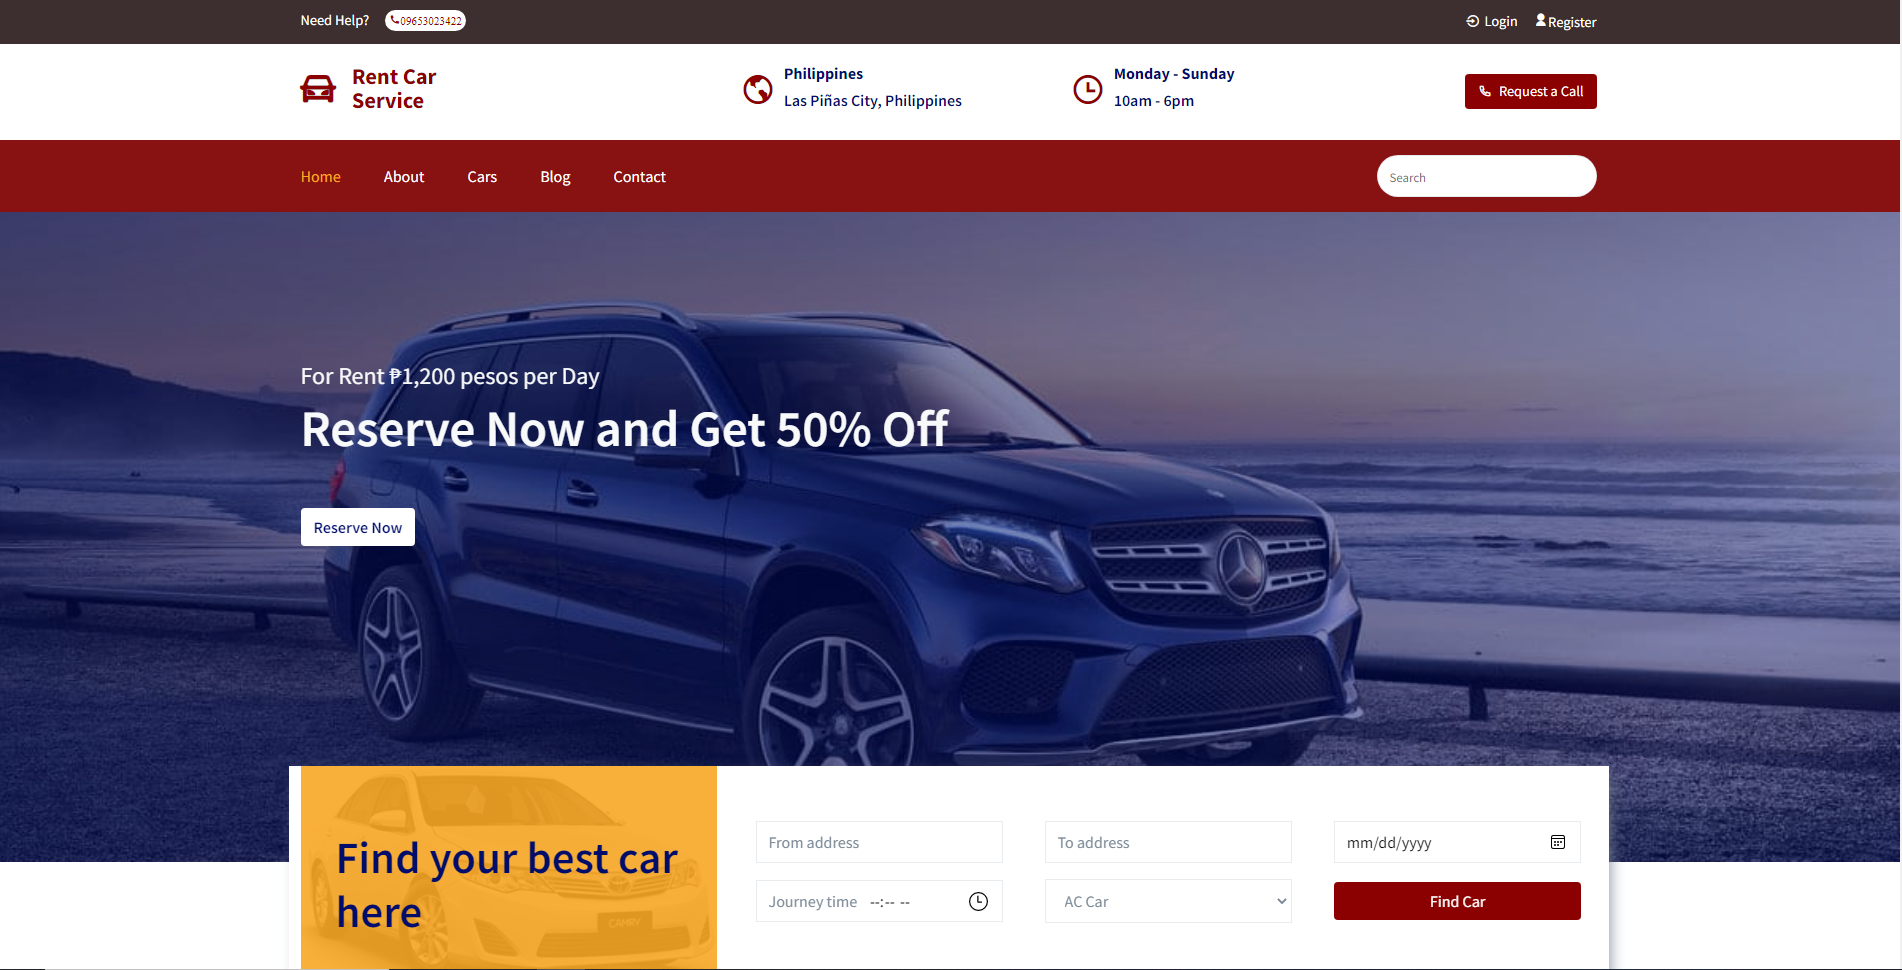 Need Help? 09653023422
Login Register
Rent Car
Service
Philippines
Las Piñas City, Philippines
Monday - Sunday
10am - 6pm
Request a Call
Home About Cars Blog Contact
Search
For Rent ₱1,200 pesos per Day
Reserve Now and Get 50% Off
Reserve Now
Find your best car
here
CAMRY
From address To address mm/dd/yyyy
Journey time --:-- -- AC Car Find Car